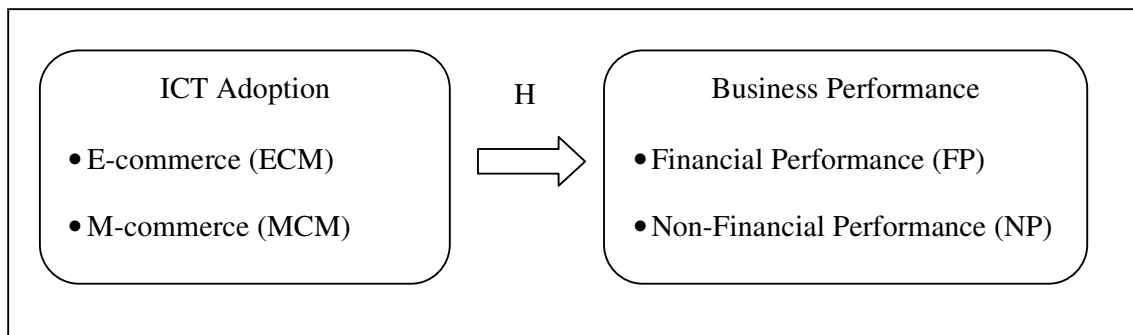 ICT Adoption
• E-commerce (ECM)
• M-commerce (MCM)
H
Business Performance
• Financial Performance (FP)
• Non-Financial Performance (NP)